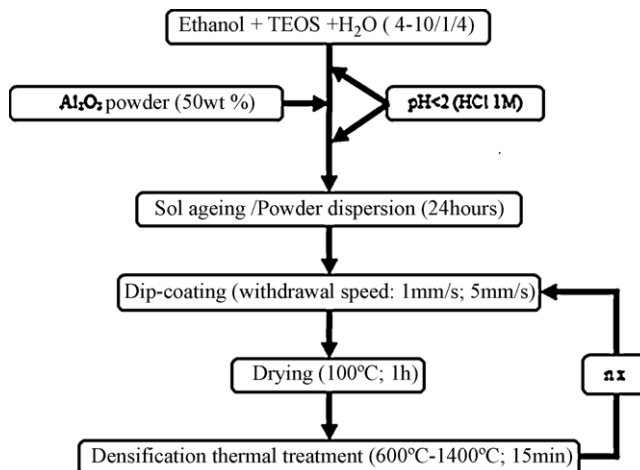 Ethanol + TEOS +H₂O ( 4-10/1/4)
Al₂O₃ powder (50wt %)
pH<2 (HCl 1M)
Sol ageing /Powder dispersion (24hours)
Dip-coating (withdrawal speed: 1mm/s; 5mm/s)
Drying (100ºC; 1h)
nx
Densification thermal treatment (600ºC-1400ºC; 15min)